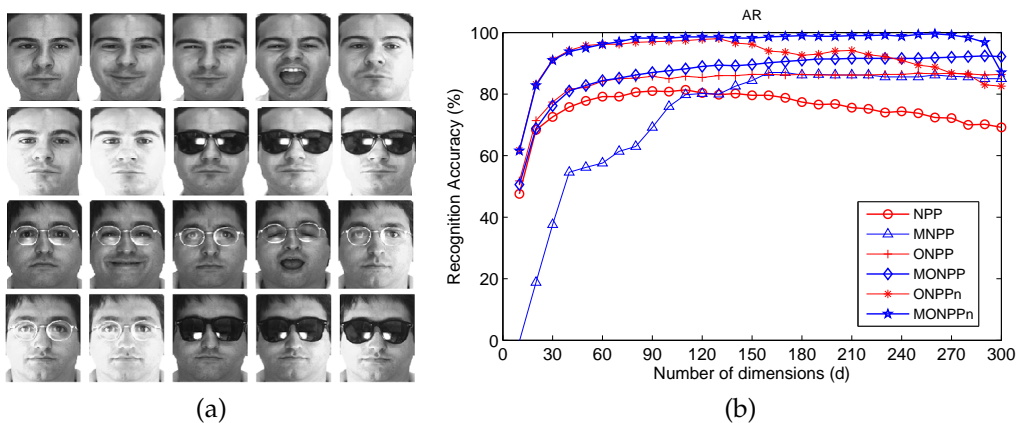 AR
Recognition Accuracy (%)
100
80
60
40
20
0
NPP
MNPP
ONPP
MONPP
ONPPn
MONPPn
0 30 60 90 120 150 180 210 240 270 300
Number of dimensions (d)
(a)
(b)